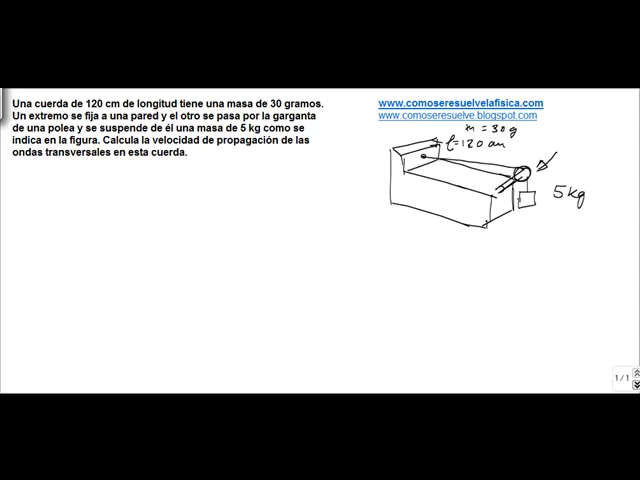 Una cuerda de 120 cm de longitud tiene una masa de 30 gramos.
Un extremo se fija a una pared y el otro se pasa por la garganta
de una polea y se suspende de él una masa de 5 kg como se
indica en la figura. Calcula la velocidad de propagación de las
ondas transversales en esta cuerda.
www.comoseresuelvelafisica.com
www.comoseresuelve.blogspot.com
m = 30 g
l = 120 cm
5 kg
1 / 1